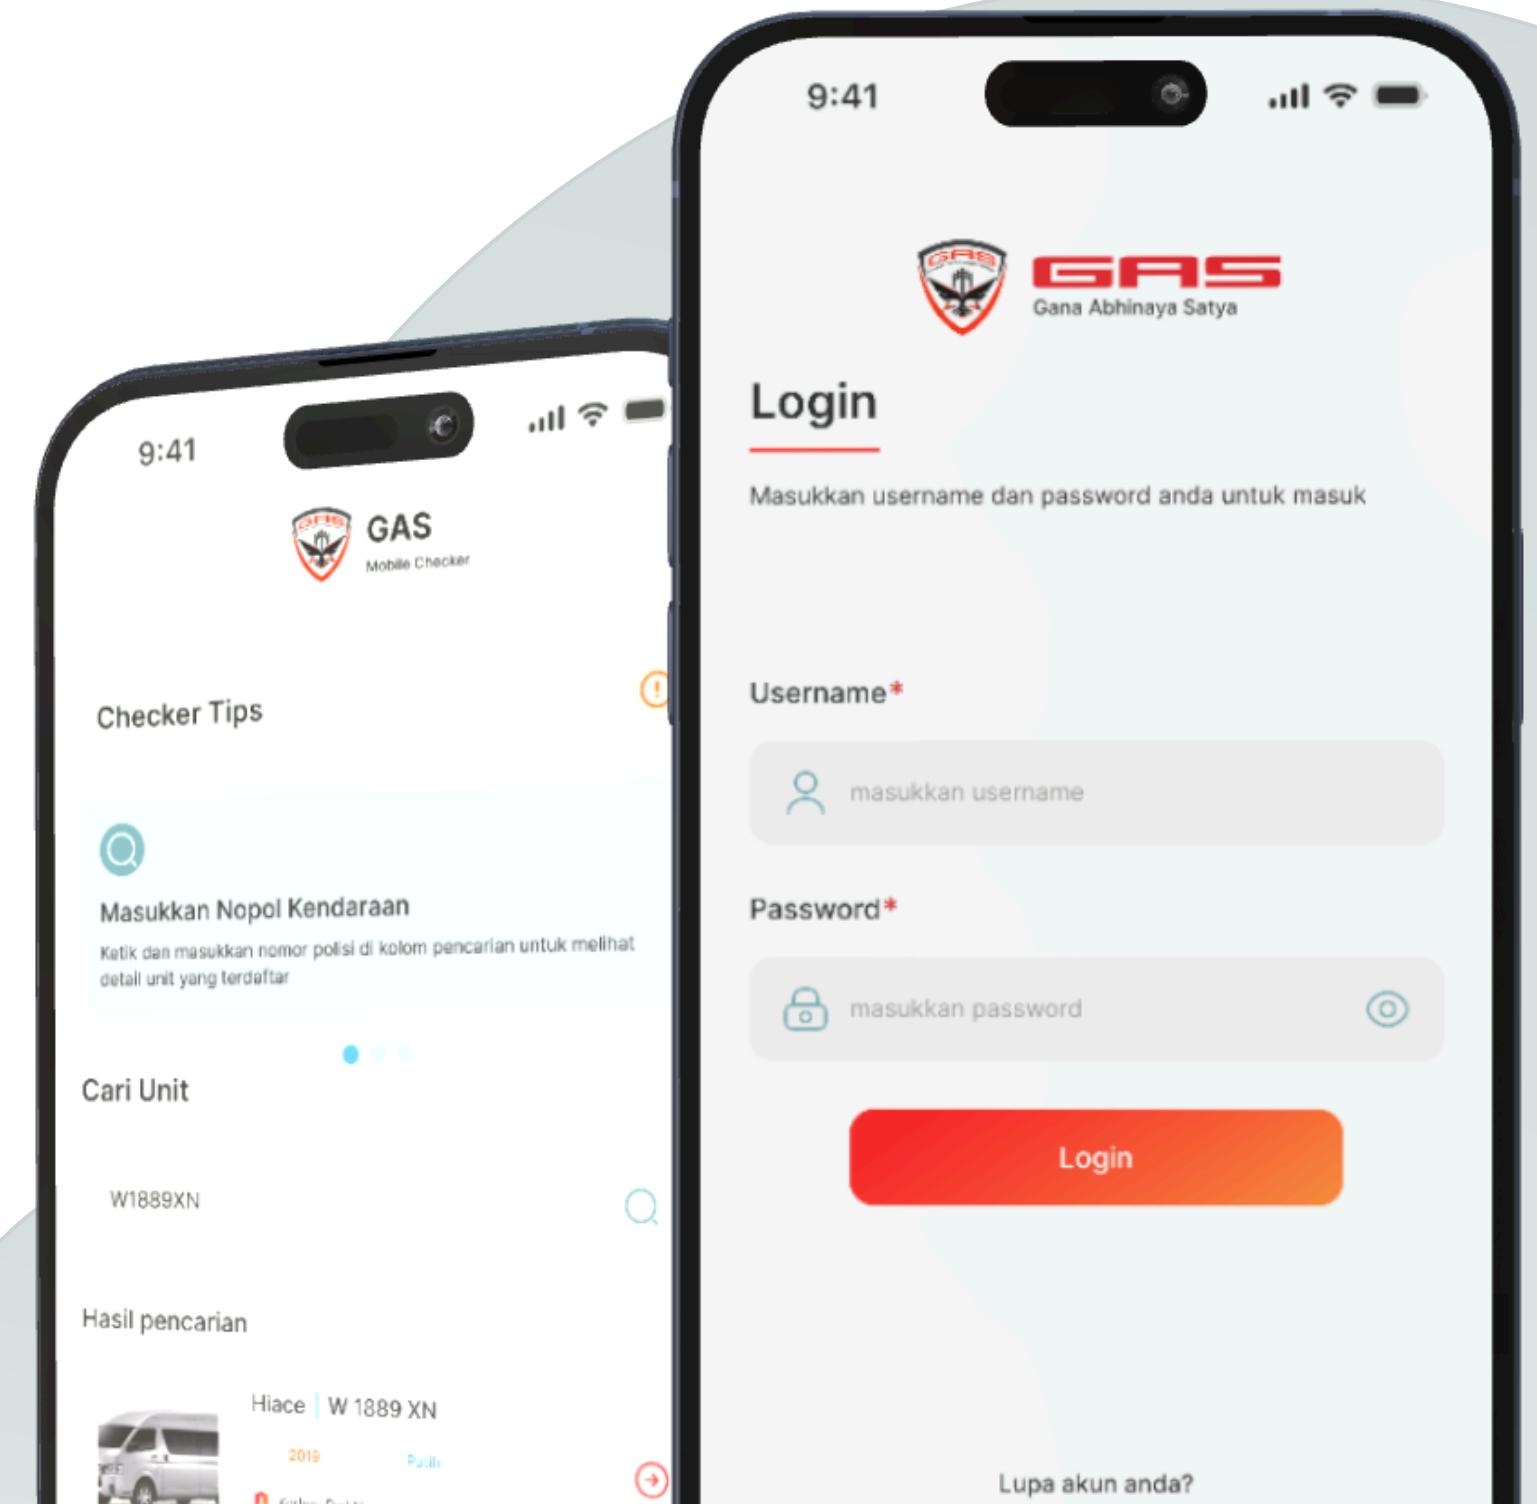 9:41
GAS
GAS
Mobile Checker
Checker Tips
Masukkan Nopol Kendaraan
Ketik dan masukkan nomor polisi di kolom pencarian untuk melihat
detail unit yang terdaftar
Cari Unit
W1889XN
Hasil pencarian
Hiace W 1889 XN
2019 Putih
9:41
GAS
GAS
Gana Abhinaya Satya
Login
Masukkan username dan password anda untuk masuk
Username*
masukkan username
Password*
masukkan password
Login
Lupa akun anda?